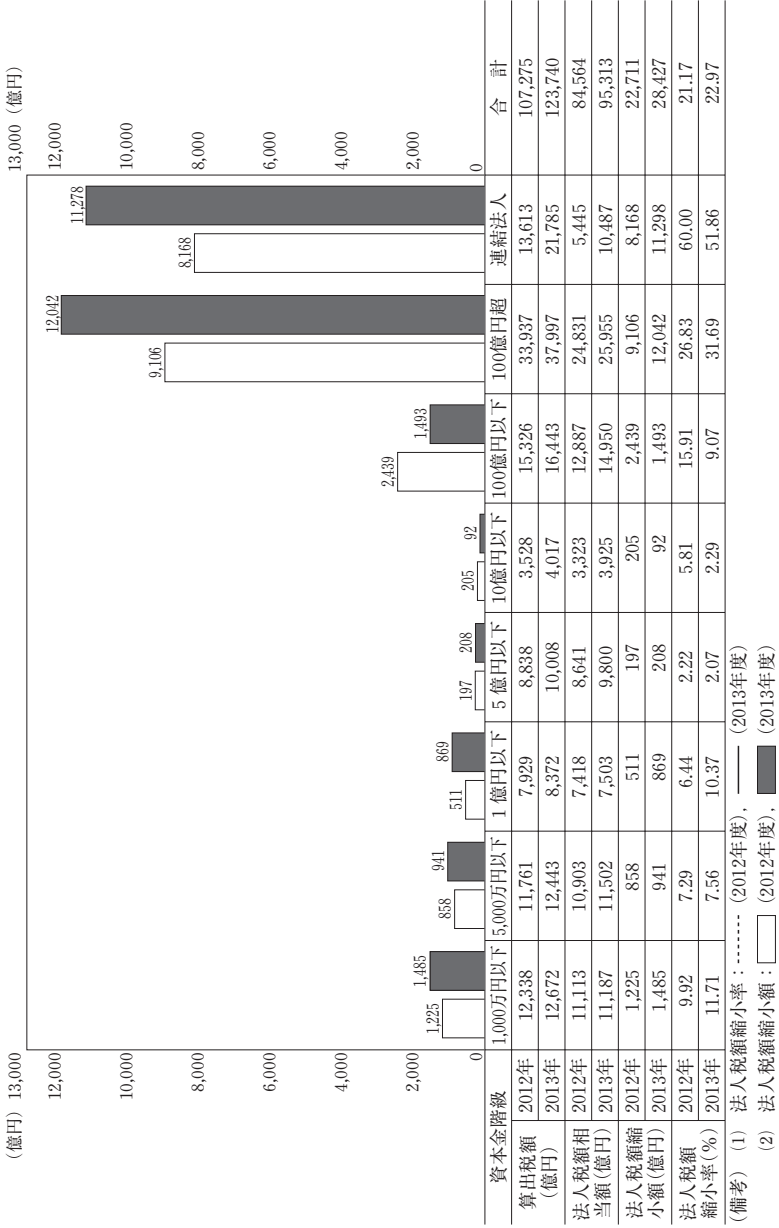 (億円)
13,000
12,000
10,000
8,000
6,000
4,000
2,000
0
13,000 (億円)
12,000
10,000
8,000
6,000
4,000
2,000
0
1,225
1,485
858
941
511
869
197
208
205
92
2,439
1,493
9,106
12,042
8,168
11,278
資本金階級 1,000万円以下 5,000万円以下 1億円以下 5億円以下 10億円以下 100億円以下 100億円超 連結法人 合計
算出税額(億円) 2012年 12,338 11,761 7,929 8,838 3,528 15,326 33,937 13,613 107,275
2013年 12,672 12,443 8,372 10,008 4,017 16,443 37,997 21,785 123,740
法人税額相当額(億円) 2012年 11,113 10,903 7,418 8,641 3,323 12,887 24,831 5,445 84,564
2013年 11,187 11,502 7,503 9,800 3,925 14,950 25,955 10,487 95,313
法人税額縮小額(億円) 2012年 1,225 858 511 197 205 2,439 9,106 8,168 22,711
2013年 1,485 941 869 208 92 1,493 12,042 11,298 28,427
法人税額縮小率(%) 2012年 9.92 7.29 6.44 2.22 5.81 15.91 26.83 60.00 21.17
2013年 11.71 7.56 10.37 2.07 2.29 9.07 31.69 51.86 22.97
(備考) (1) 法人税額縮小率：------- (2012年度), —— (2013年度)
(2) 法人税額縮小額： (2012年度), (2013年度)